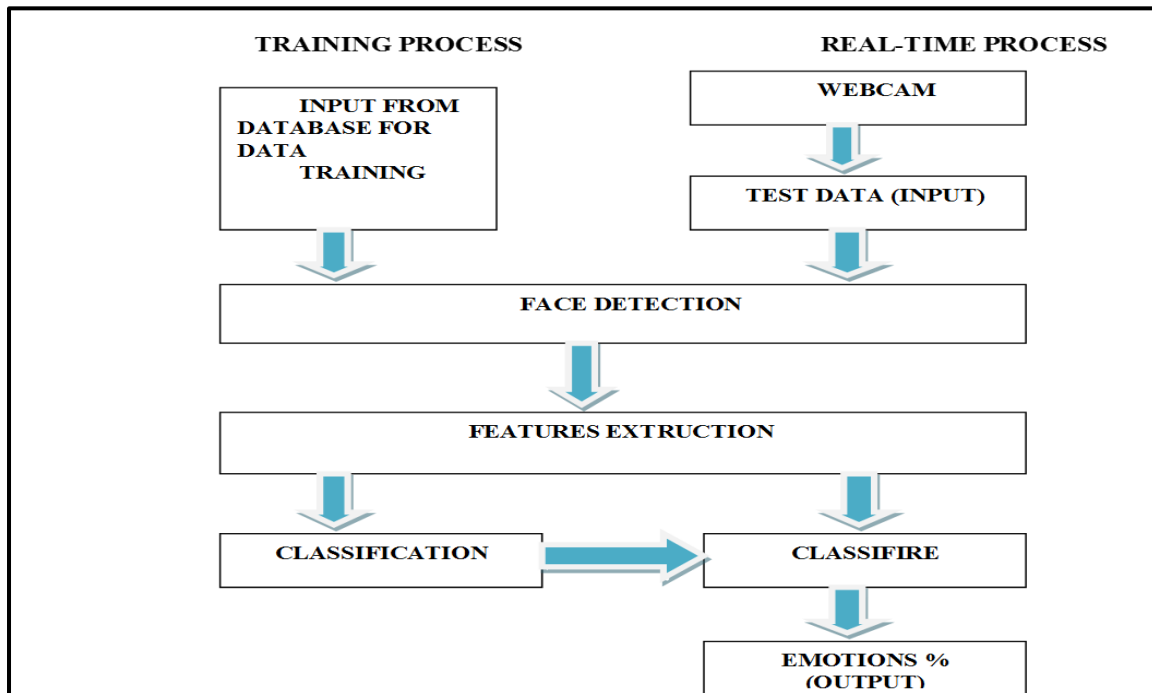 TRAINING PROCESS
REAL-TIME PROCESS
INPUT FROM
DATABASE FOR
DATA
TRAINING
WEBCAM
TEST DATA (INPUT)
FACE DETECTION
FEATURES EXTRUCTION
CLASSIFICATION
CLASSIFIRE
EMOTIONS %
(OUTPUT)